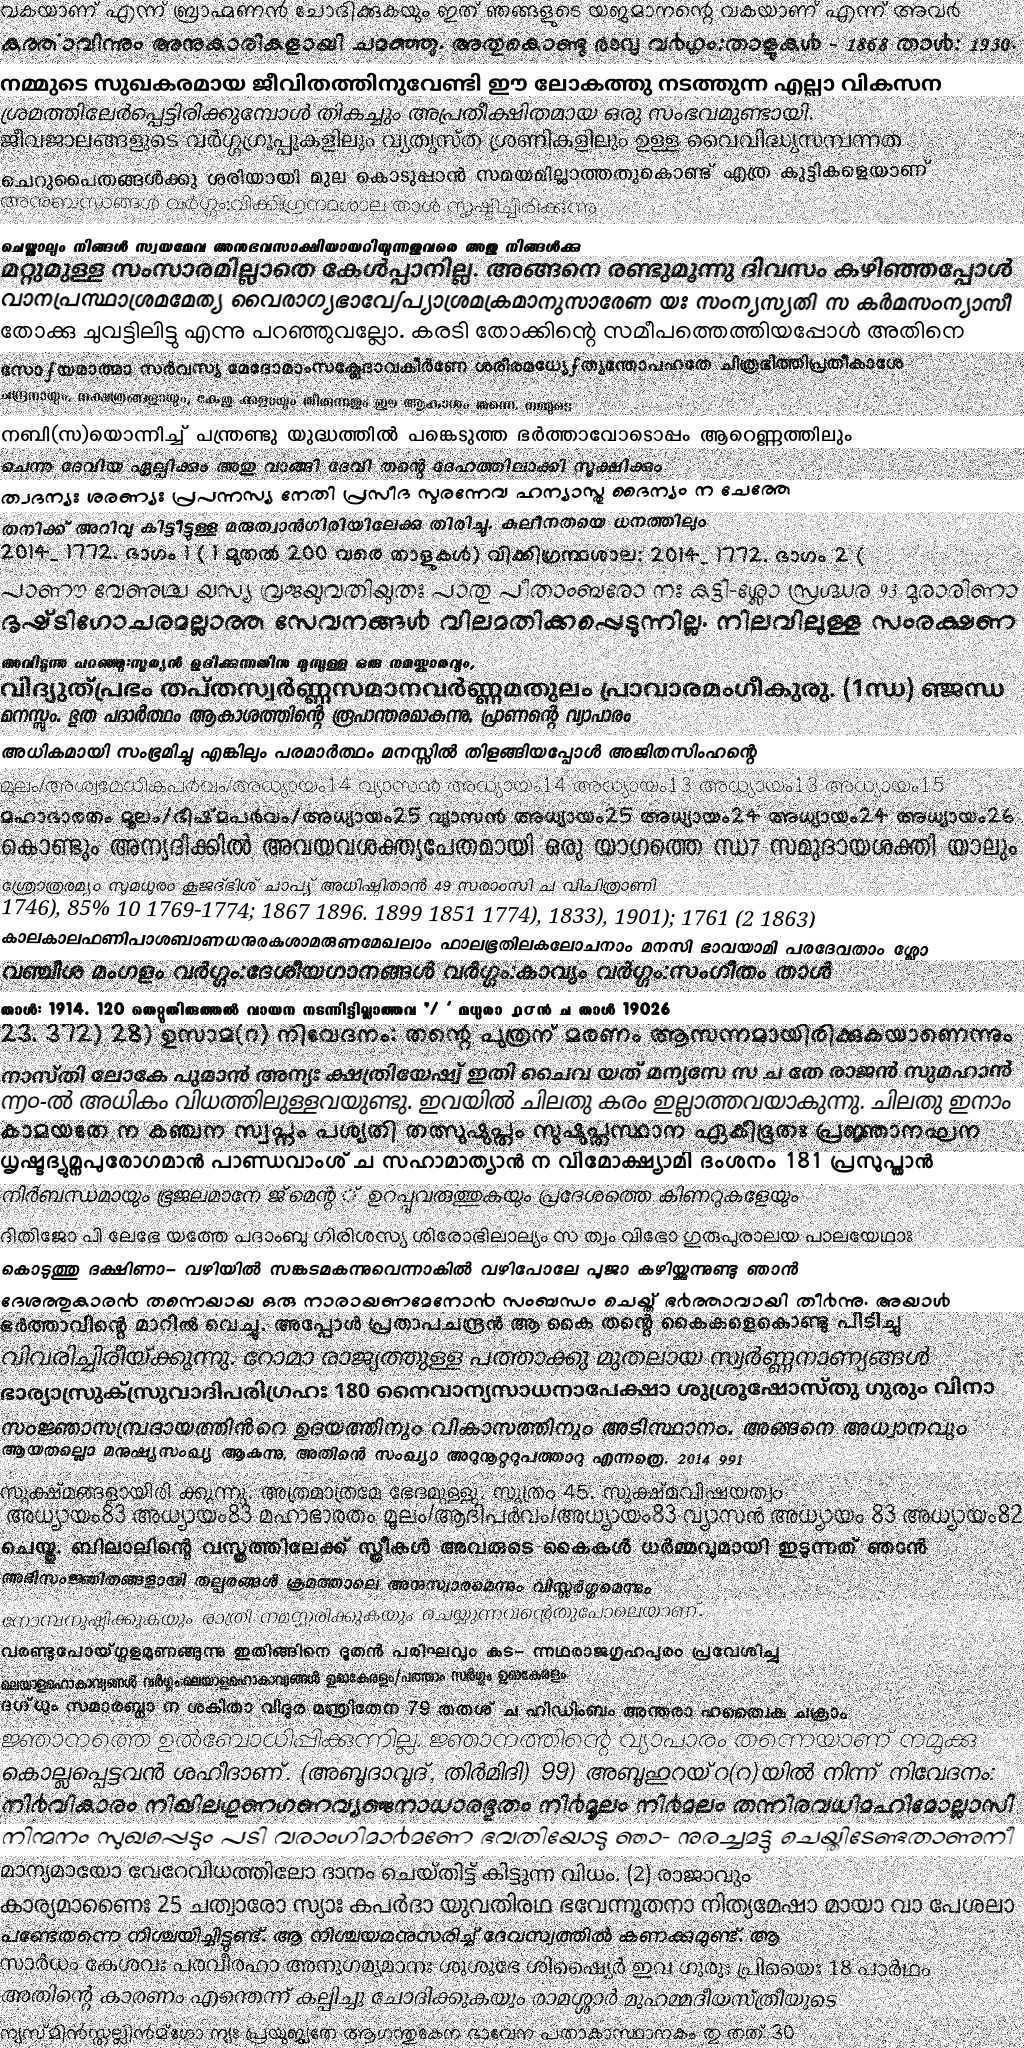 വകയാണ് എന്ന് ബ്രാഹ്മണൻ ചോദിക്കുകയും ഇത് ഞങ്ങളുടെ യജമാനന്റെ വകയാണ് എന്ന് അവർ
കർത്താവിന്നും അനുകാരികളായി ചമഞ്ഞു. അതുകൊണ്ടു രാവു വർഗ്ഗം:താളുകൾ - 1868 താൾ: 1930.
നമ്മുടെ സുഖകരമായ ജീവിതത്തിനുവേണ്ടി ഈ ലോകത്തു നടത്തുന്ന എല്ലാ വികസന
ശ്രമത്തിലേർപ്പെട്ടിരിക്കുമ്പോൾ തികച്ചും അപ്രതീക്ഷിതമായ ഒരു സംഭവമുണ്ടായി.
ജീവജാലങ്ങളുടെ വർഗ്ഗഗ്രൂപ്പുകളിലും വ്യത്യസ്ത ശ്രണികളിലും ഉള്ള വൈവിദ്ധ്യസമ്പന്നത
ചെറുപൈതങ്ങൾക്കു ശരിയായി മുല കൊടുപ്പാൻ സമയമില്ലാത്തതുകൊണ്ട് എത്ര കുട്ടികളെയാണ്
അനുബന്ധങ്ങൾ വർഗ്ഗം:വിക്കിഗ്രന്ഥശാല താൾ സൃഷ്ടിച്ചിരിക്കുന്നു
ചെയ്താലും നിങ്ങൾ സ്വയമേവ അനുഭവസാക്ഷിയായറിയുന്നതുവരെ അതു നിങ്ങൾക്കു
മറ്റുമുള്ള സംസാരമില്ലാതെ കേൾപ്പാനില്ല. അങ്ങനെ രണ്ടുമൂന്നു ദിവസം കഴിഞ്ഞപ്പോൾ
വാനപ്രസ്ഥാശ്രമമേത്യ വൈരാഗ്യഭാവേ/പ്യാശ്രമക്രമാനുസാരേണ യഃ സംന്യസ്യതി സ കർമസംന്യാസീ
തോക്കു ചുവട്ടിലിട്ടു എന്നു പറഞ്ഞുവല്ലോ. കരടി തോക്കിന്റെ സമീപത്തെത്തിയപ്പോൾ അതിനെ
സോƒയമാത്മാ സർവസ്യ മേദോമാംസക്ലേദാവകീർണേ ശരീരമധ്യേƒത്യന്തോപഹതേ ചിത്രഭിത്തിപ്രതീകാശേ
ചന്ദ്രനായും, നക്ഷത്രങ്ങളായും, കേതു ക്കളായും തീരുന്നതും ഈ ആകാശം തന്നെ. നമ്മുടെ
നബി(സ)യൊന്നിച്ച് പന്ത്രണ്ടു യുദ്ധത്തിൽ പങ്കെടുത്ത ഭർത്താവോടൊപ്പം ആറെണ്ണത്തിലും
ചെന്നു ദേവിയ ഏല്പിക്കും അതു വാങ്ങി ദേവി തന്റെ ദേഹത്തിലാക്കി സൂക്ഷിക്കും
ത്വദന്യഃ ശരണ്യഃ പ്രപന്നസ്യ നേതി പ്രസീദ സ്മരന്നേവ ഹന്യാസ്തു ദൈന്യം ന ചേത്തേ
തനിക്ക് അറിവു കിട്ടീട്ടുള്ള മരുത്വാൻഗിരിയിലേക്കു തിരിച്ചു. കുലീനതയെ ധനത്തിലും
2014_ 1772. ഭാഗം 1 ( 1 മുതൽ 200 വരെ താളുകൾ) വിക്കിഗ്രന്ഥശാല: 2014_ 1772. ഭാഗം 2 (
പാണൗ വേണുശ്ച യസ്യ വ്രജയുവതിയുതഃ പാതു പീതാംബരോ നഃ കുട്ടി-ശ്ലോ സ്രഗ്ദ്ധര 93 മുരാരിണാ
ദൃഷ്ടിഗോചരമല്ലാത്ത സേവനങ്ങൾ വിലമതിക്കപ്പെടുന്നില്ല. നിലവിലുള്ള സംരക്ഷണ
അവിടുന്നു പറഞ്ഞു:സൂര്യൻ ഉദിക്കുന്നതിനു മുമ്പുള്ള ഒരു നമസ്കാരവും,
വിദ്യുത്പ്രഭം തപ്തസ്വർണ്ണസമാനവർണ്ണമതുലം പ്രാവാരമംഗീകുരു. (1ന്ധ) ഞ്ജന്ധ
മനസ്സും. ഭൂത പദാർത്ഥം ആകാശത്തിന്റെ രൂപാന്തരമാകുന്നു, പ്രാണന്റെ വ്യാപാരം
അധികമായി സംഭ്രമിച്ചു എങ്കിലും പരമാർത്ഥം മനസ്സിൽ തിളങ്ങിയപ്പോൾ അജിതസിംഹന്റെ
മൂലം/അശ്വമേധികപർവം/അധ്യായം14 വ്യാസൻ അധ്യായം14 അധ്യായം13 അധ്യായം13 അധ്യായം15
മഹാഭാരതം മൂലം/ഭീഷ്മപർവം/അധ്യായം25 വ്യാസൻ അധ്യായം25 അധ്യായം24 അധ്യായം24 അധ്യായം26
കൊണ്ടും അന്യദിക്കിൽ അവയവശക്ത്യപേതമായി ഒരു യാഗത്തെ ന്ധ7 സമുദായശക്തി യാലും
ശ്രോത്രരമ്യം സുമധുരം കൂജദ്ഭിശ് ചാപ്യ് അധിഷ്ഠിതാൻ 49 സരാംസി ച വിചിത്രാണി
1746), 85% 10 1769-1774; 1867 1896. 1899 1851 1774), 1833), 1901); 1761 (2 1863)
കാലകാലഫണിപാശബാണധനുരങ്കുശാമരുണമേഖലാം ഫാലഭൂതിലകലോചനാം മനസി ഭാവയാമി പരദേവതാം ശ്ലോ
വഞ്ചീശ മംഗളം വർഗ്ഗം:ദേശീയഗാനങ്ങൾ വർഗ്ഗം:കാവ്യം വർഗ്ഗം:സംഗീതം താൾ
താൾ: 1914. 120 തെറ്റുതിരുത്തൽ വായന നടന്നിട്ടില്ലാത്തവ "/ ´ മധുരാ ൧൭ൻ ച താൾ 19026
23. 372) 28) ഉസാമ(റ) നിവേദനം: തന്റെ പുത്രന് മരണം ആസന്നമായിരിക്കുകയാണെന്നും
നാസ്തി ലോകേ പുമാൻ അന്യഃ ക്ഷത്രിയേഷ്വ് ഇതി ചൈവ യത് മന്യസേ സ ച തേ രാജൻ സുമഹാൻ
൬൦-ൽ അധികം വിധത്തിലുള്ളവയുണ്ടു. ഇവയിൽ ചിലതു കരം ഇല്ലാത്തവയാകുന്നു. ചിലതു ഇനാം
കാമയതേ ന കഞ്ചന സ്വപ്നം പശ്യതി തത്സുഷുപ്തം സുഷുപ്തസ്ഥാന ഏകീഭൂതഃ പ്രജ്ഞാനഘന
ധൃഷ്ടദ്യുമ്നപുരോഗമാൻ പാണ്ഡവാംശ് ച സഹാമാത്യാൻ ന വിമോക്ഷ്യാമി ദംശനം 181 പ്രസുപ്താൻ
നിർബന്ധമായും ഭൂജലമാനേ ജ്മെന്റ ് ഉറപ്പുവരുത്തുകയും പ്രദേശത്തെ കിണറുകളേയും
ദിതിജോ പി ലേഭേ യത്തേ പദാംബു ഗിരിശസ്യ ശിരോഭിലാല്യം സ ത്വം വിഭോ ഗുരുപുരാലയ പാലയേഥാഃ
കൊടുത്തു ദക്ഷിണാ– വഴിയിൽ സങ്കടമകന്നുവെന്നാകിൽ വഴിപോലേ പൂജാ കഴിയ്ക്കുന്നുണ്ടു ഞാൻ
ദേശത്തുകാരൻ തന്നെയായ ഒരു നാരായണമേനോൻ സംബന്ധം ചെയ്തു ഭർത്താവായി തീർന്നു. അയാൾ
ഭർത്താവിന്റെ മാറിൽ വെച്ചു. അപ്പോൾ പ്രതാപചന്ദ്രൻ ആ കൈ തന്റെ കൈകളെകൊണ്ടു പിടിച്ചു
വിവരിച്ചിരീയ്ക്കുന്നു. റോമാ രാജ്യത്തുള്ള പത്താക്കു മുതലായ സ്വർണ്ണനാണ്യങ്ങൾ
ഭാര്യാസ്രുക്സ്രുവാദിപരിഗ്രഹഃ 180 നൈവാന്യസാധനാപേക്ഷാ ശുശ്രൂഷോസ്തു ഗുരും വിനാ
സംജ്ഞാസമ്പ്രദായത്തിൻറെ ഉദയത്തിനും വികാസത്തിനും അടിസ്ഥാനം. അങ്ങനെ അധ്വാനവും
ആയതല്ലൊ മനുഷ്യസംഖ്യ ആകുന്നു, അതിന്റെ സംഖ്യാ അറുനൂറ്ററുപത്താറു എന്നത്രെ. 2014 991
സൂക്ഷ്മങ്ങളായിരി ക്കുന്നു. അത്രമാത്രമേ ഭേദമുള്ളു. സൂത്രം 45. സൂക്ഷ്മവിഷയത്വം
അധ്യായം83 അധ്യായം83 മഹാഭാരതം മൂലം/ആദിപർവം/അധ്യായം83 വ്യാസൻ അധ്യായം 83 അധ്യായം82
ചെയ്തു. ബിലാലിന്റെ വസ്ത്രത്തിലേക്ക് സ്ത്രീകൾ അവരുടെ കൈകൾ ധർമ്മവുമായി ഇടുന്നത് ഞാൻ
അഭീസംജ്ഞിതങ്ങളായി തല്പരങ്ങൾ ക്രമത്താലെ അനുസ്വാരമെന്നും വിസ്സർഗ്ഗമെന്നും
നോമ്പനുഷ്ഠിക്കുകയും രാത്രി നമസ്കരിക്കുകയും ചെയ്യുന്നവന്റെതുപോലെയാണ്.
വരണ്ടുപോയ്ഗ്ഗളമുണങ്ങുന്നു ഇതിങ്ങിനെ ദൂതൻ പരിഘവും കട– ന്നഥരാജഗൃഹപുരം പ്രവേശിച്ചു
മലയാളമഹാകാവ്യങ്ങൾ വർഗ്ഗം:മലയാളമഹാകാവ്യങ്ങൾ ഉമാകേരളം/പത്താം സർഗ്ഗം ഉമാകേരളം
ദഗ്ധും സമാരബ്ധാ ന ശകിതാ വിദുര മന്ത്രിതേന 79 തതശ് ച ഹിഡിംബം അന്തരാ ഹത്വൈക ചക്രാം
ജ്ഞാനത്തെ ഉൽബോധിപ്പിക്കുന്നില്ല. ജ്ഞാനത്തിന്റെ വ്യാപാരം തന്നെയാണ് നമുക്കു
കൊല്ലപ്പെട്ടവൻ ശഹീദാണ്. (അബൂദാവൂദ്, തിർമിദി) 99) അബൂഹുറയ്റ(റ)യിൽ നിന്ന് നിവേദനം:
നിർവികാരം നിഖിലഗുണഗണവ്യഞ്ജനാധാരഭൂതം നിർമൂലം നിർമലം തന്നിരവധിമഹിമോല്ലാസി
നിന്മനം സുഖപ്പെടും പടി വരാംഗിമാർമണേ ഭവതിയോടു ഞാ- നുരച്ചമട്ടു ചെയ്തിടേണ്ടതാണുനീ
മാന്യമായോ വേറേവിധത്തിലോ ദാനം ചെയ്തിട്ട് കിട്ടുന്ന വിധം. (2) രാജാവും
കാര്യമാണൈഃ 25 ചത്വാരോ സ്യാഃ കപർദാ യുവതിരഥ ഭവേന്നൂതനാ നിത്യമേഷാ മായാ വാ പേശലാ
പണ്ടേതന്നെ നിശ്ചയിച്ചിട്ടുണ്ട്. ആ നിശ്ചയമനുസരിച്ച് ദേവസ്വത്തിൽ കണക്കുമുണ്ട്. ആ
സാർധം കേശവഃ പരവീരഹാ അനുഗമ്യമാനഃ ശുശുഭേ ശിഷ്യൈർ ഇവ ഗുരുഃ പ്രിയൈഃ 18 പാർഥം
അതിന്റെ കാരണം എന്തെന്ന് കല്പിച്ചു ചോദിക്കുകയും രാമശ്ശാർ മുഹമ്മദീയസ്ത്രീയുടെ
ന്യഃ പ്രയുജ്യതേ ആഗന്തുകേന ഭാവേന പതാകാസ്ഥാനകം തു തത് 30